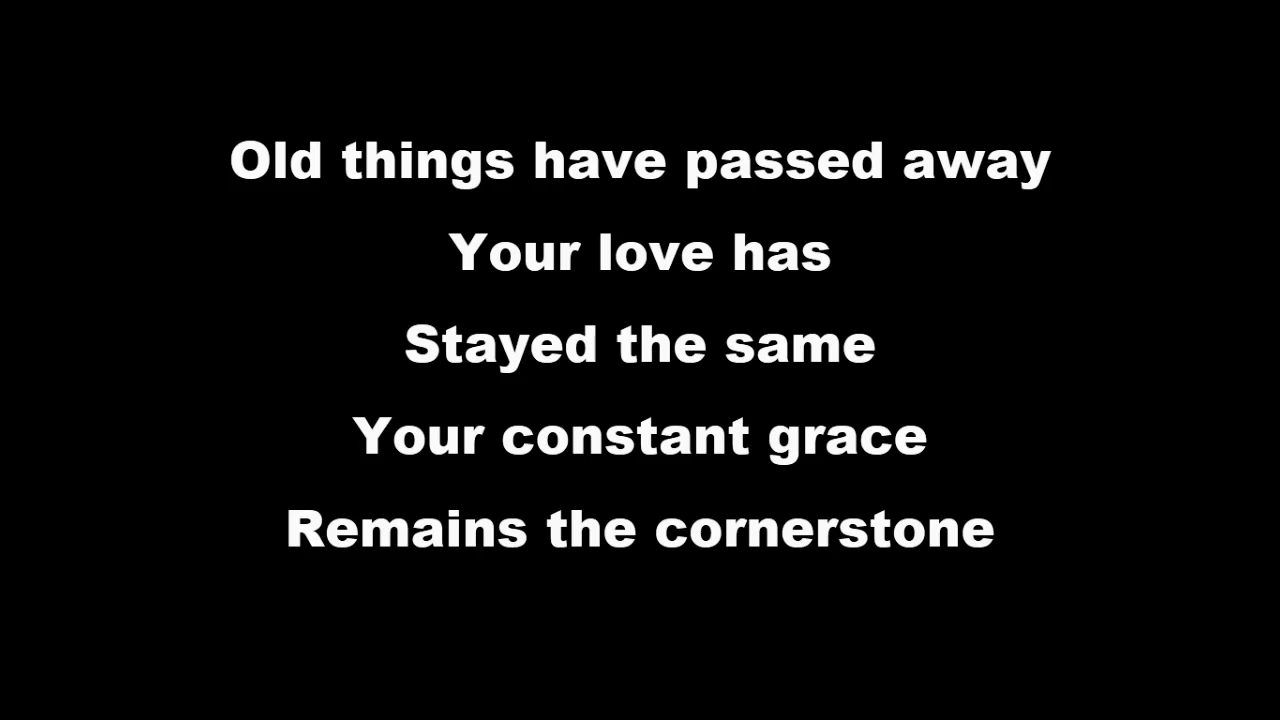 Old things have passed away
Your love has
Stayed the same
Your constant grace
Remains the cornerstone